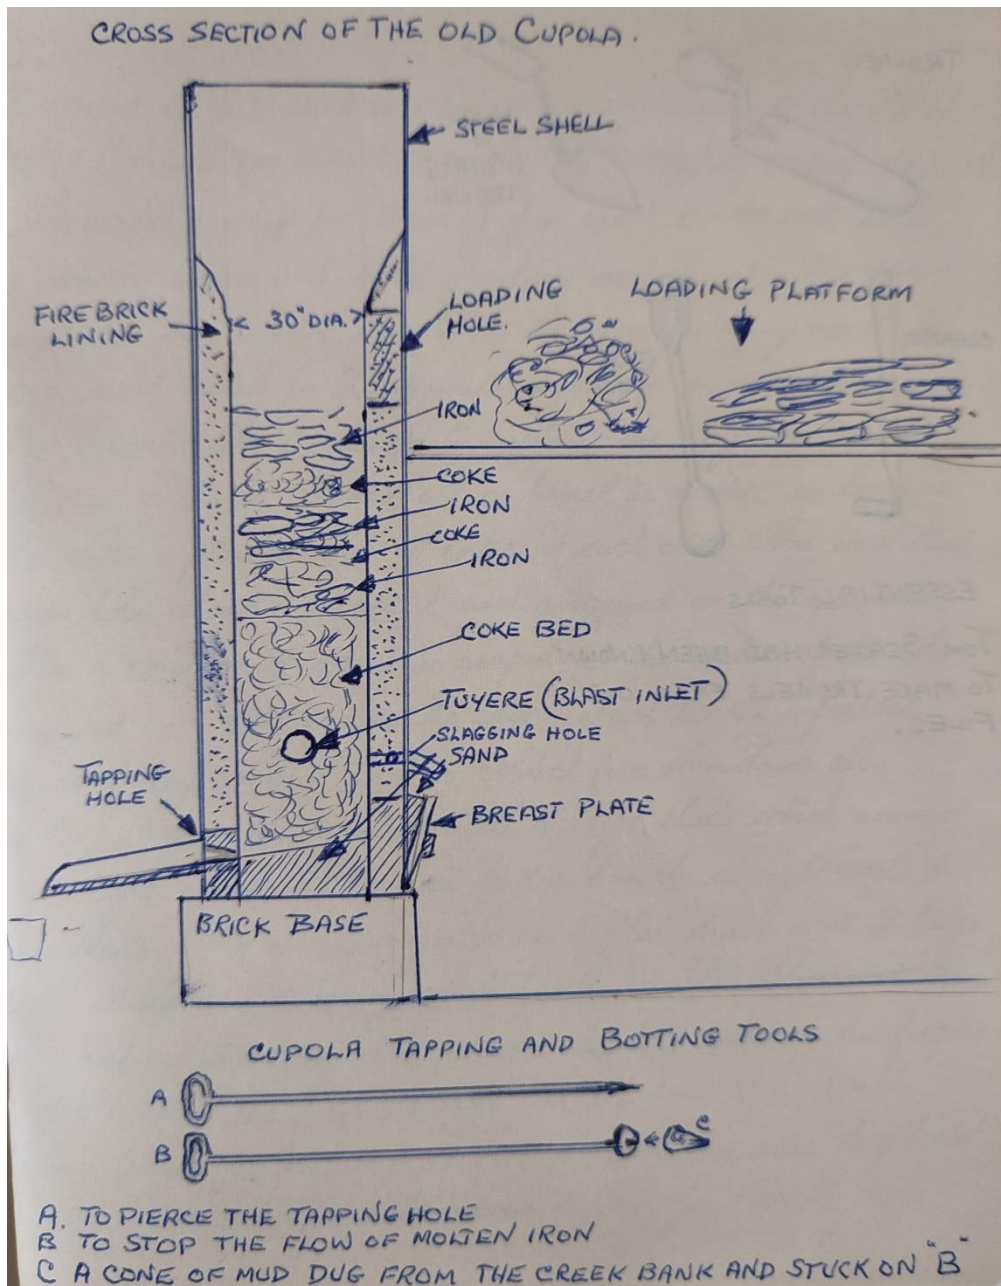 CROSS SECTION OF THE OLD CUPOLA.
STEEL SHELL
FIREBRICK
LINING
30" DIA.
LOADING
HOLE.
LOADING PLATFORM
IRON
COKE
IRON
COKE
IRON
COKE BED
TUYERE (BLAST INLET)
SLAGGING HOLE
SAND
TAPPING
HOLE
BREAST PLATE
BRICK BASE
CUPOLA TAPPING AND BOTTING TOOLS
A
B
C
A. TO PIERCE THE TAPPING HOLE
B TO STOP THE FLOW OF MOLTEN IRON
C A CONE OF MUD DUG FROM THE CREEK BANK AND STUCK ON "B"